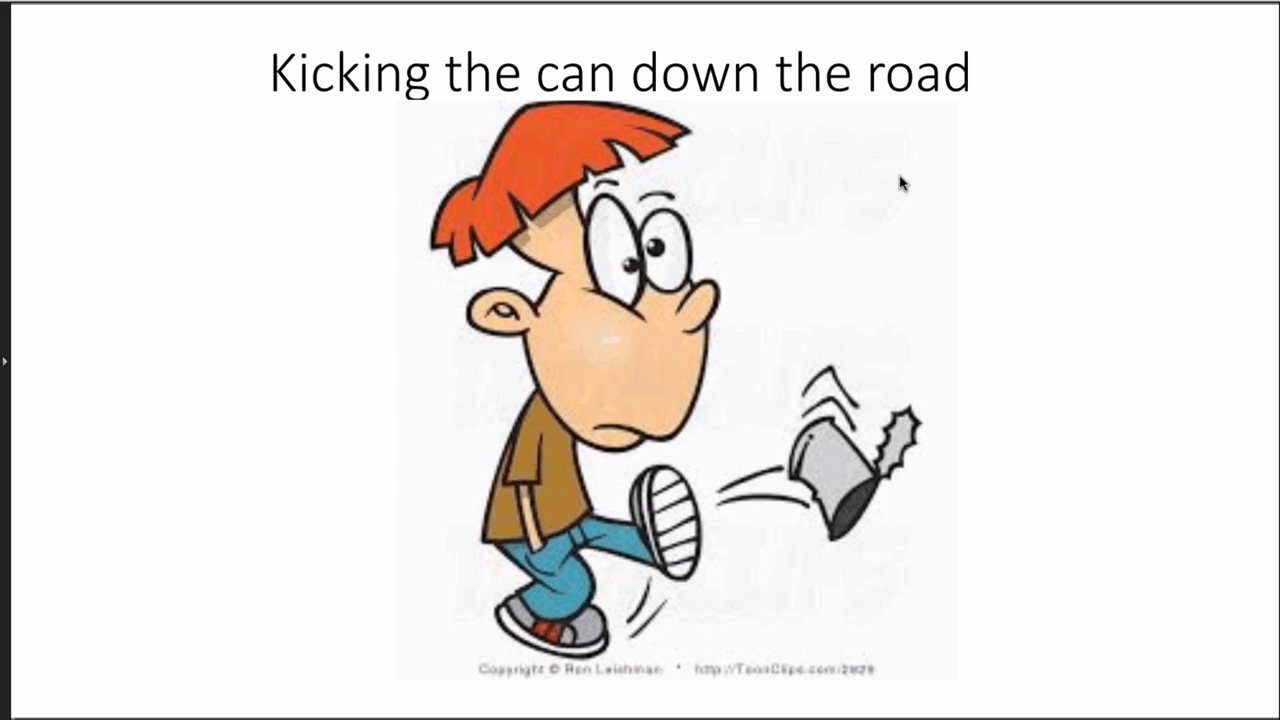 Kicking the can down the road
Copyright © Ron Leishman * http://ToonClips.com/2829